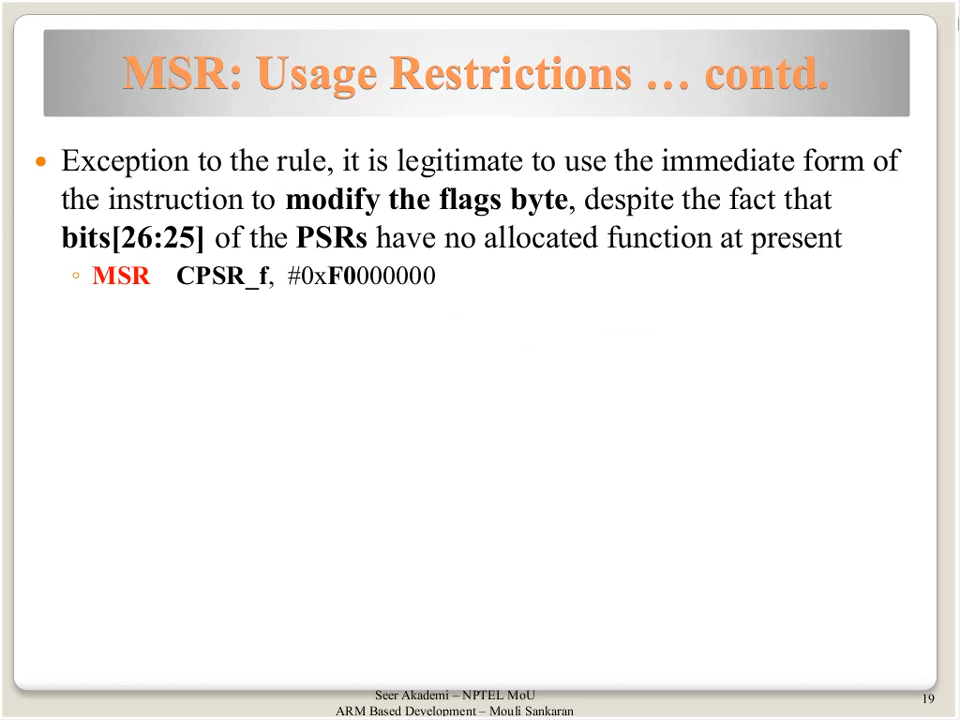 MSR: Usage Restrictions … contd.
Exception to the rule, it is legitimate to use the immediate form of
the instruction to modify the flags byte, despite the fact that
bits[26:25] of the PSRs have no allocated function at present
MSR CPSR_f, #0xF0000000
Seer Akademi – NPTEL MoU
ARM Based Development – Mouli Sankaran
19